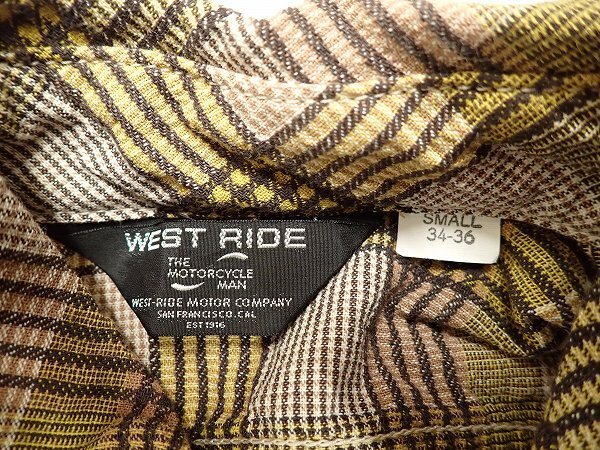 WEST RIDE
THE
MOTORCYCLE
MAN
WEST-RIDE MOTOR COMPANY
SAN FRANCISCO.CAL
EST 1916
SMALL
34-36